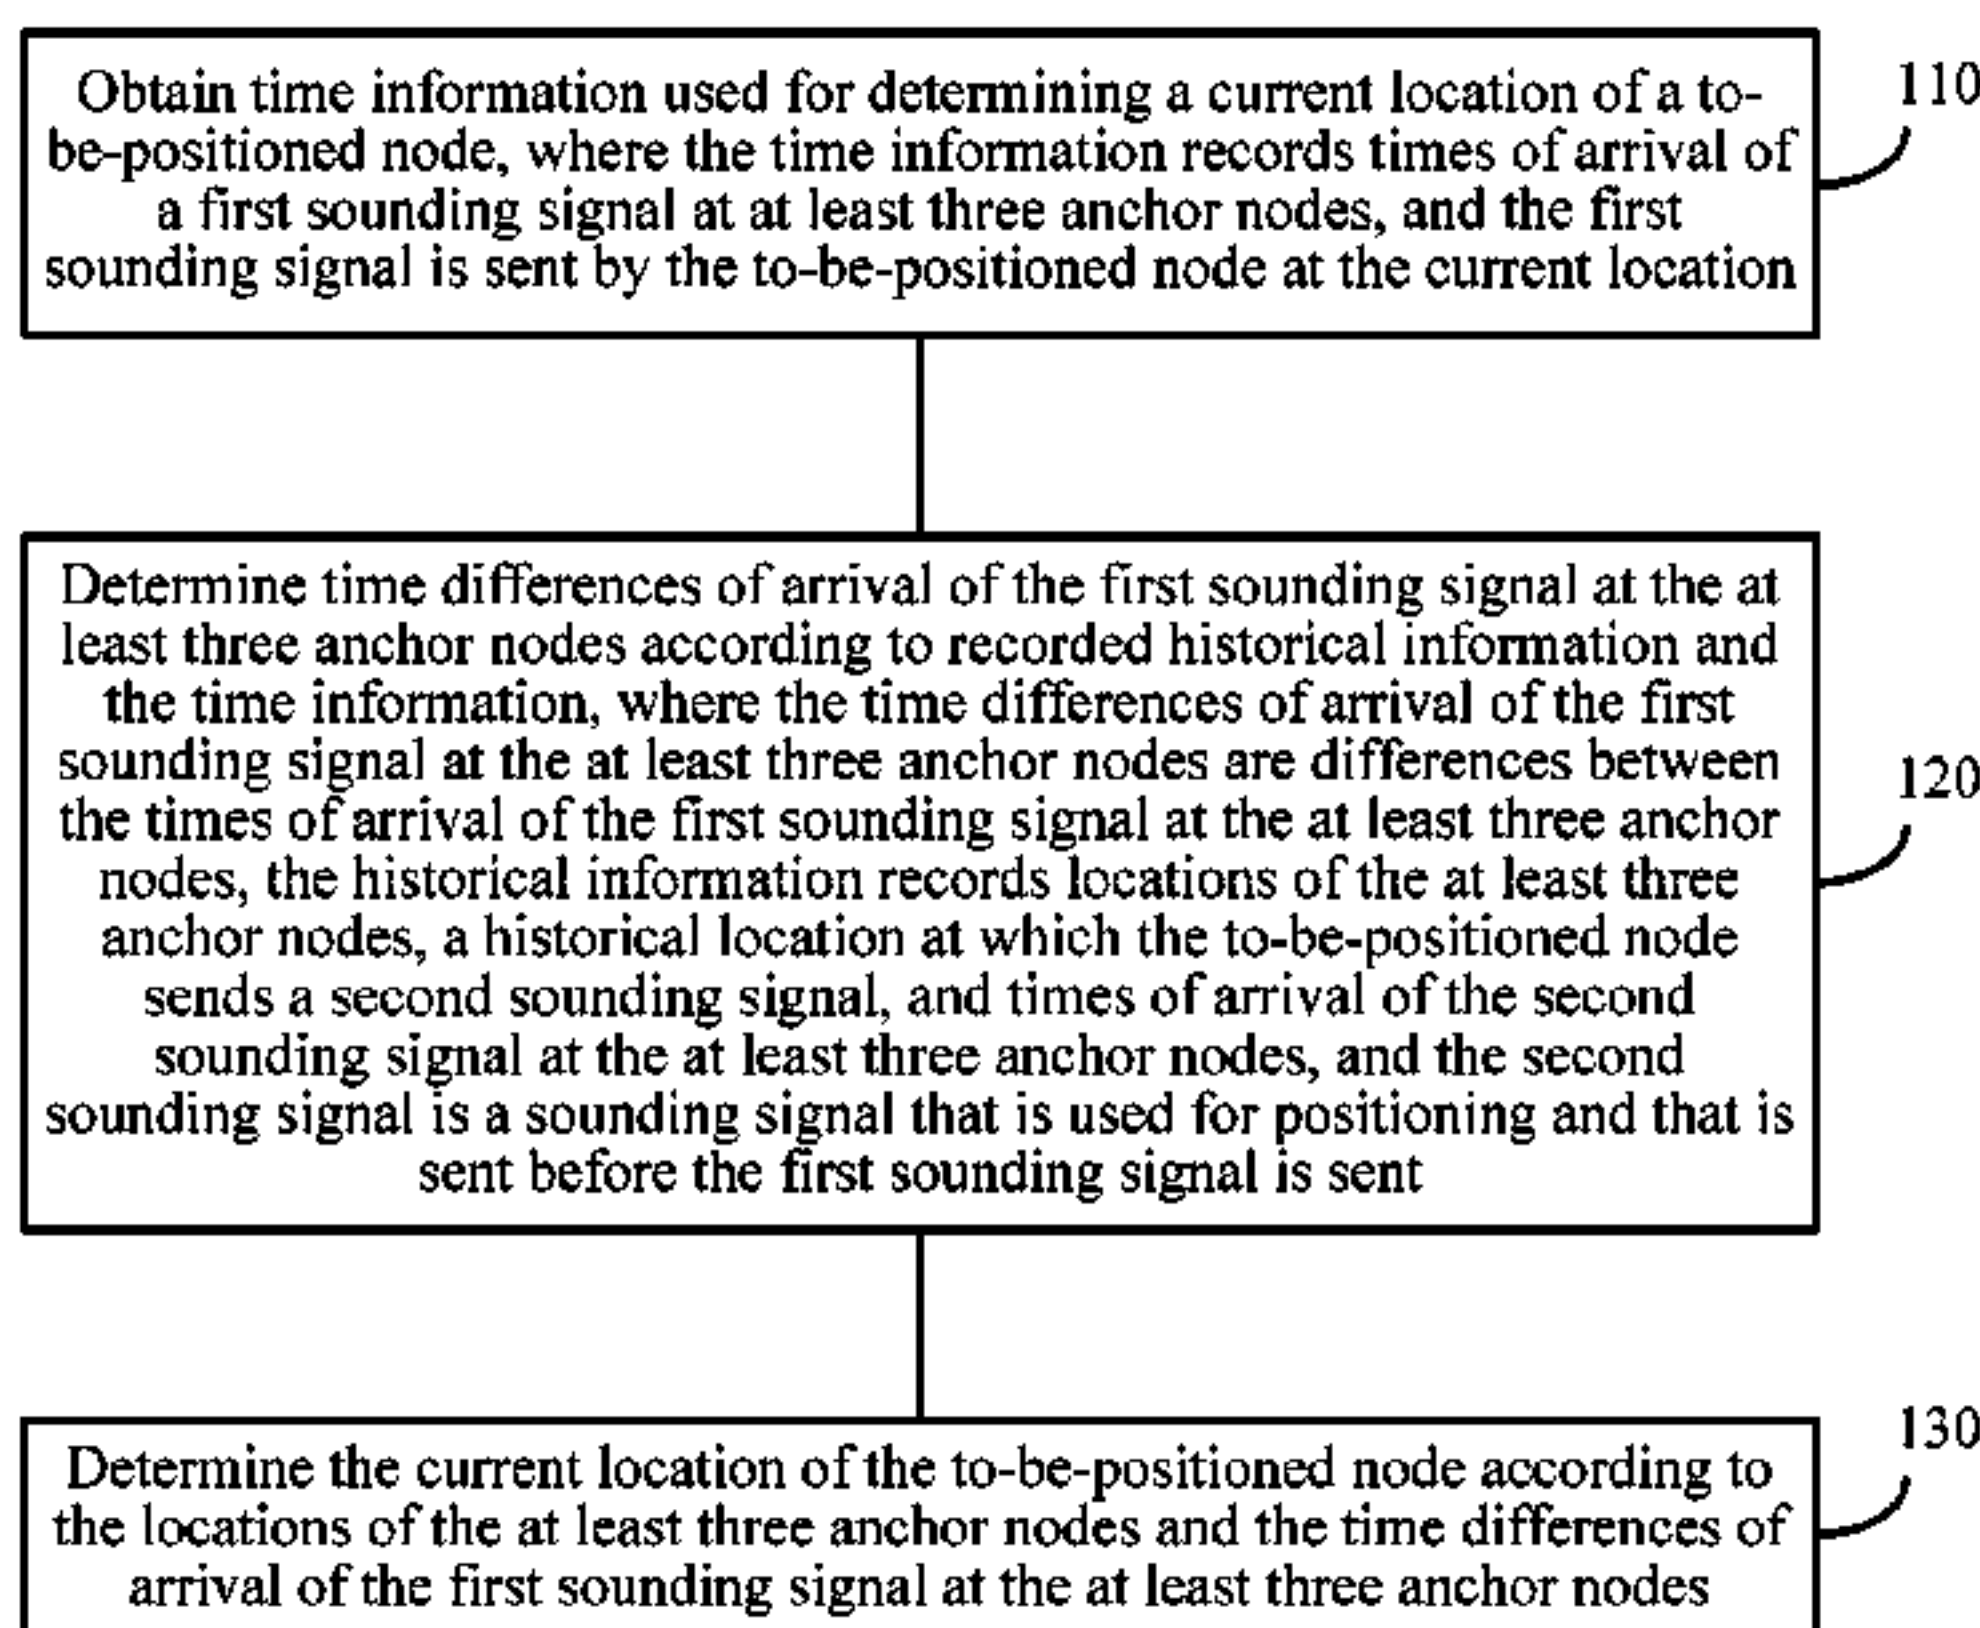 Obtain time information used for determining a current location of a to-
be-positioned node, where the time information records times of arrival of
a first sounding signal at at least three anchor nodes, and the first
sounding signal is sent by the to-be-positioned node at the current location
110
Determine time differences of arrival of the first sounding signal at the at
least three anchor nodes according to recorded historical information and
the time information, where the time differences of arrival of the first
sounding signal at the at least three anchor nodes are differences between
the times of arrival of the first sounding signal at the at least three anchor
nodes, the historical information records locations of the at least three
anchor nodes, a historical location at which the to-be-positioned node
sends a second sounding signal, and times of arrival of the second
sounding signal at the at least three anchor nodes, and the second
sounding signal is a sounding signal that is used for positioning and that is
sent before the first sounding signal is sent
120
Determine the current location of the to-be-positioned node according to
the locations of the at least three anchor nodes and the time differences of
arrival of the first sounding signal at the at least three anchor nodes
130